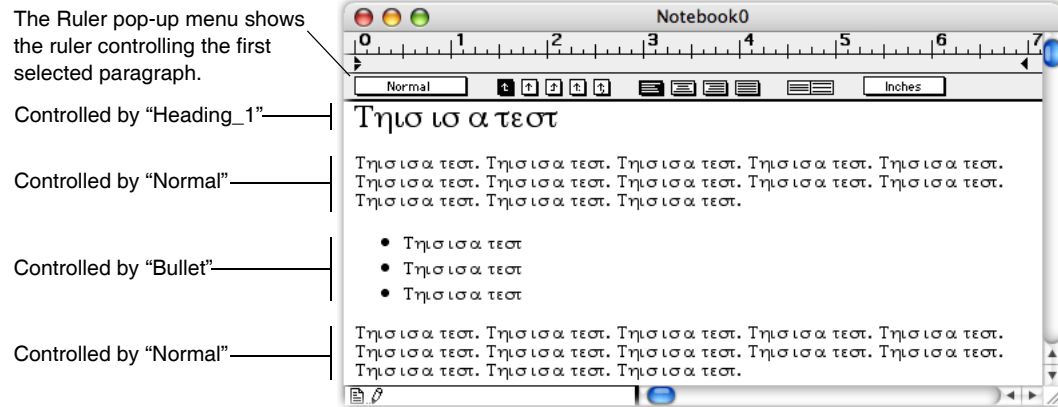 The Ruler pop-up menu shows
the ruler controlling the first
selected paragraph.
Controlled by “Heading_1”
Controlled by “Normal”
Controlled by “Bullet”
Controlled by “Normal”
Notebook0
0 1 2 3 4 5 6 7
Normal Inches
Τηισ ισ α τεστ
Τηισ ισ α τεστ. Τηισ ισ α τεστ. Τηισ ισ α τεστ. Τηισ ισ α τεστ. Τηισ ισ α τεστ.
Τηισ ισ α τεστ. Τηισ ισ α τεστ. Τηισ ισ α τεστ. Τηισ ισ α τεστ. Τηισ ισ α τεστ.
Τηισ ισ α τεστ. Τηισ ισ α τεστ. Τηισ ισ α τεστ.
• Τηισ ισ α τεστ
• Τηισ ισ α τεστ
• Τηισ ισ α τεστ
Τηισ ισ α τεστ. Τηισ ισ α τεστ. Τηισ ισ α τεστ. Τηισ ισ α τεστ. Τηισ ισ α τεστ.
Τηισ ισ α τεστ. Τηισ ισ α τεστ. Τηισ ισ α τεστ. Τηισ ισ α τεστ. Τηισ ισ α τεστ.
Τηισ ισ α τεστ. Τηισ ισ α τεστ. Τηισ ισ α τεστ.